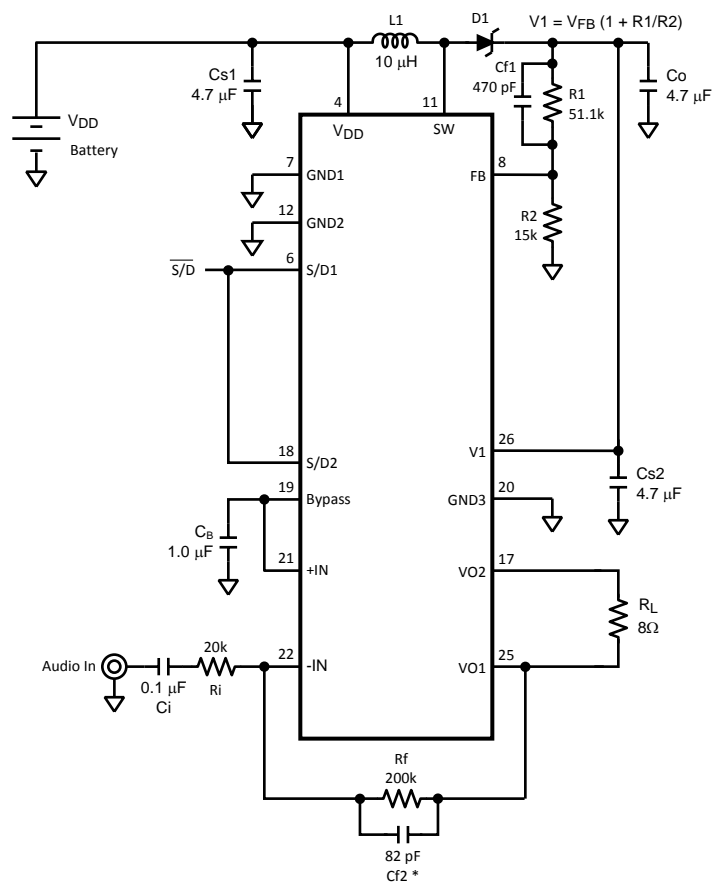 L1
10 μH
D1
V1 = VFB (1 + R1/R2)
Cs1
4.7 μF
Cf1
470 pF
R1
51.1k
Co
4.7 μF
VDD
Battery
4
VDD
11
SW
7
GND1
8
FB
12
GND2
R2
15k
S/D
6
S/D1
18
S/D2
26
V1
Cs2
4.7 μF
19
Bypass
20
GND3
CB
1.0 μF
21
+IN
17
VO2
RL
8Ω
Audio In
0.1 μF
Ci
20k
Ri
22
-IN
25
VO1
Rf
200k
82 pF
Cf2 *